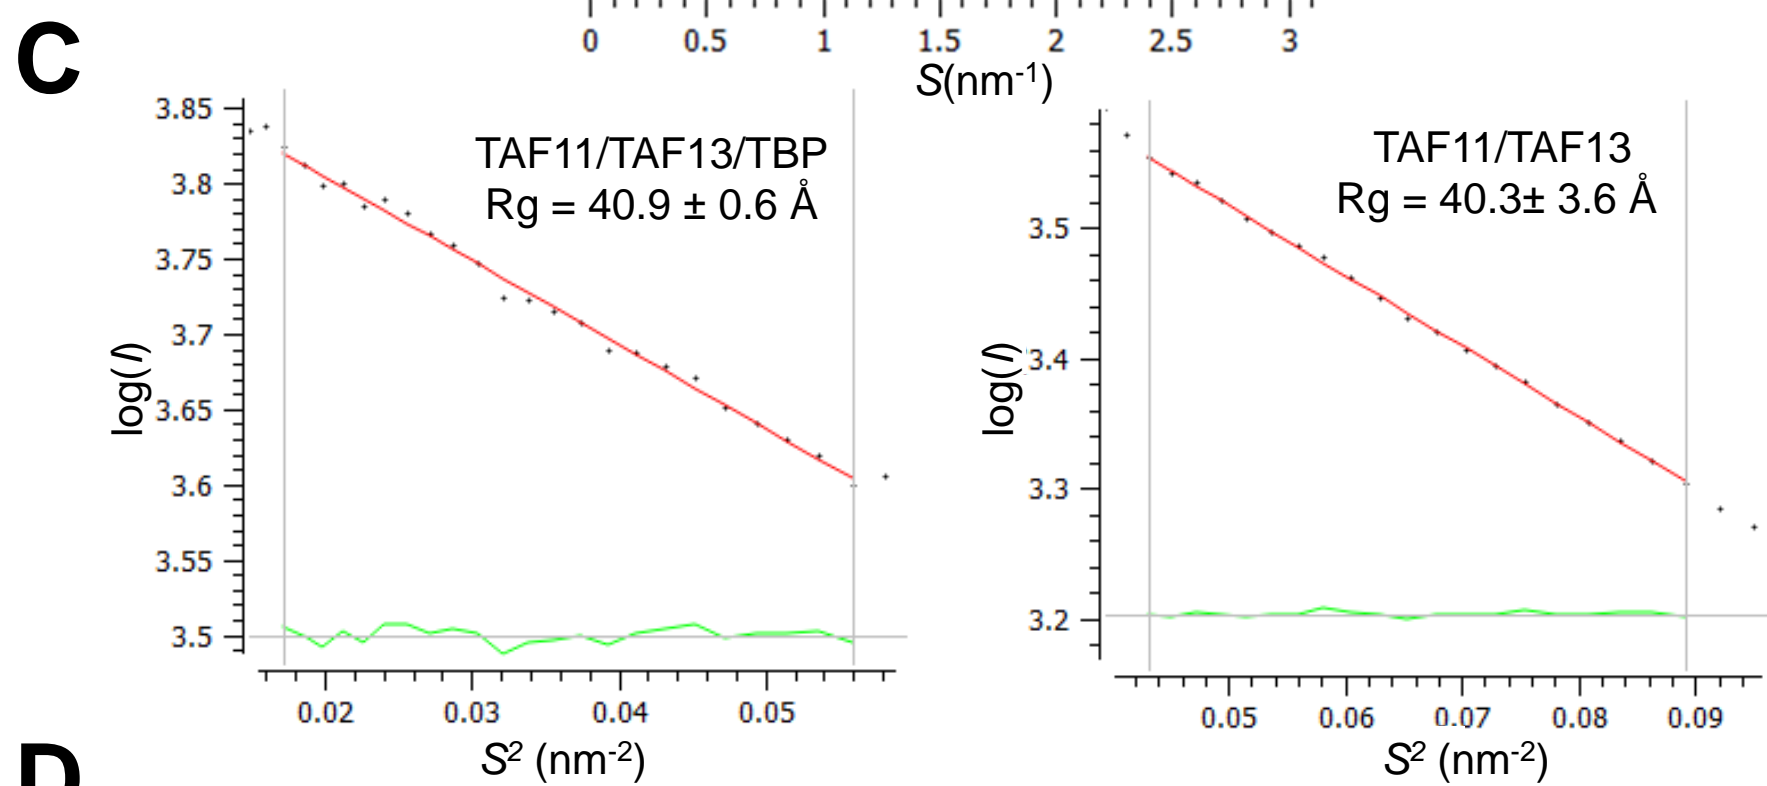 C
0 0.5 1 1.5 2 2.5 3
S(nm-1)
TAF11/TAF13/TBP
Rg = 40.9 ± 0.6 Å
3.85
3.8
3.75
3.7
3.65
3.6
3.55
3.5
log(I)
0.02 0.03 0.04 0.05
S2 (nm-2)
TAF11/TAF13
Rg = 40.3± 3.6 Å
3.5
3.4
3.3
3.2
log(I)
0.05 0.06 0.07 0.08 0.09
S2 (nm-2)
D